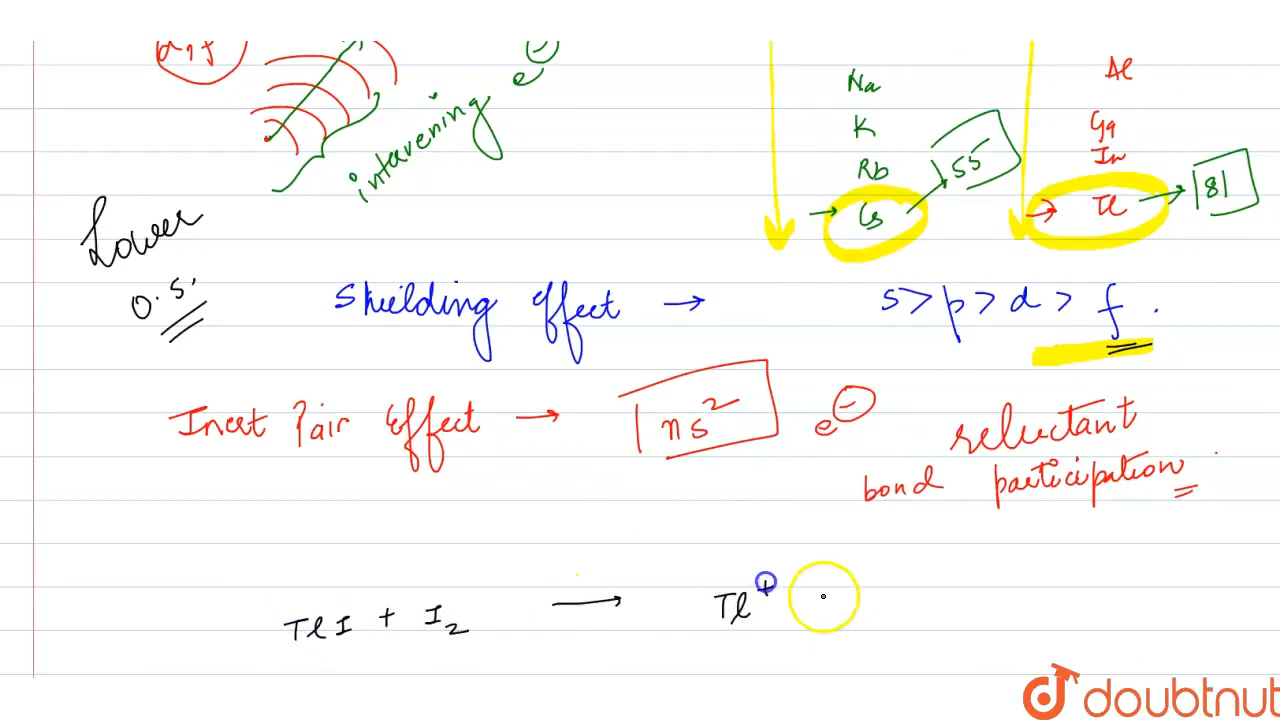 d, f
e⊖
intervening
Na
K
Rb
Cs
55
Al
Ga
In
Tl
81
Lower
O.S.
Shielding effect → s > p > d > f.
Inert Pair Effect → ns² e⊖ reluctant
bond participation
TlI + I₂ → Tl⁺
doubtnut